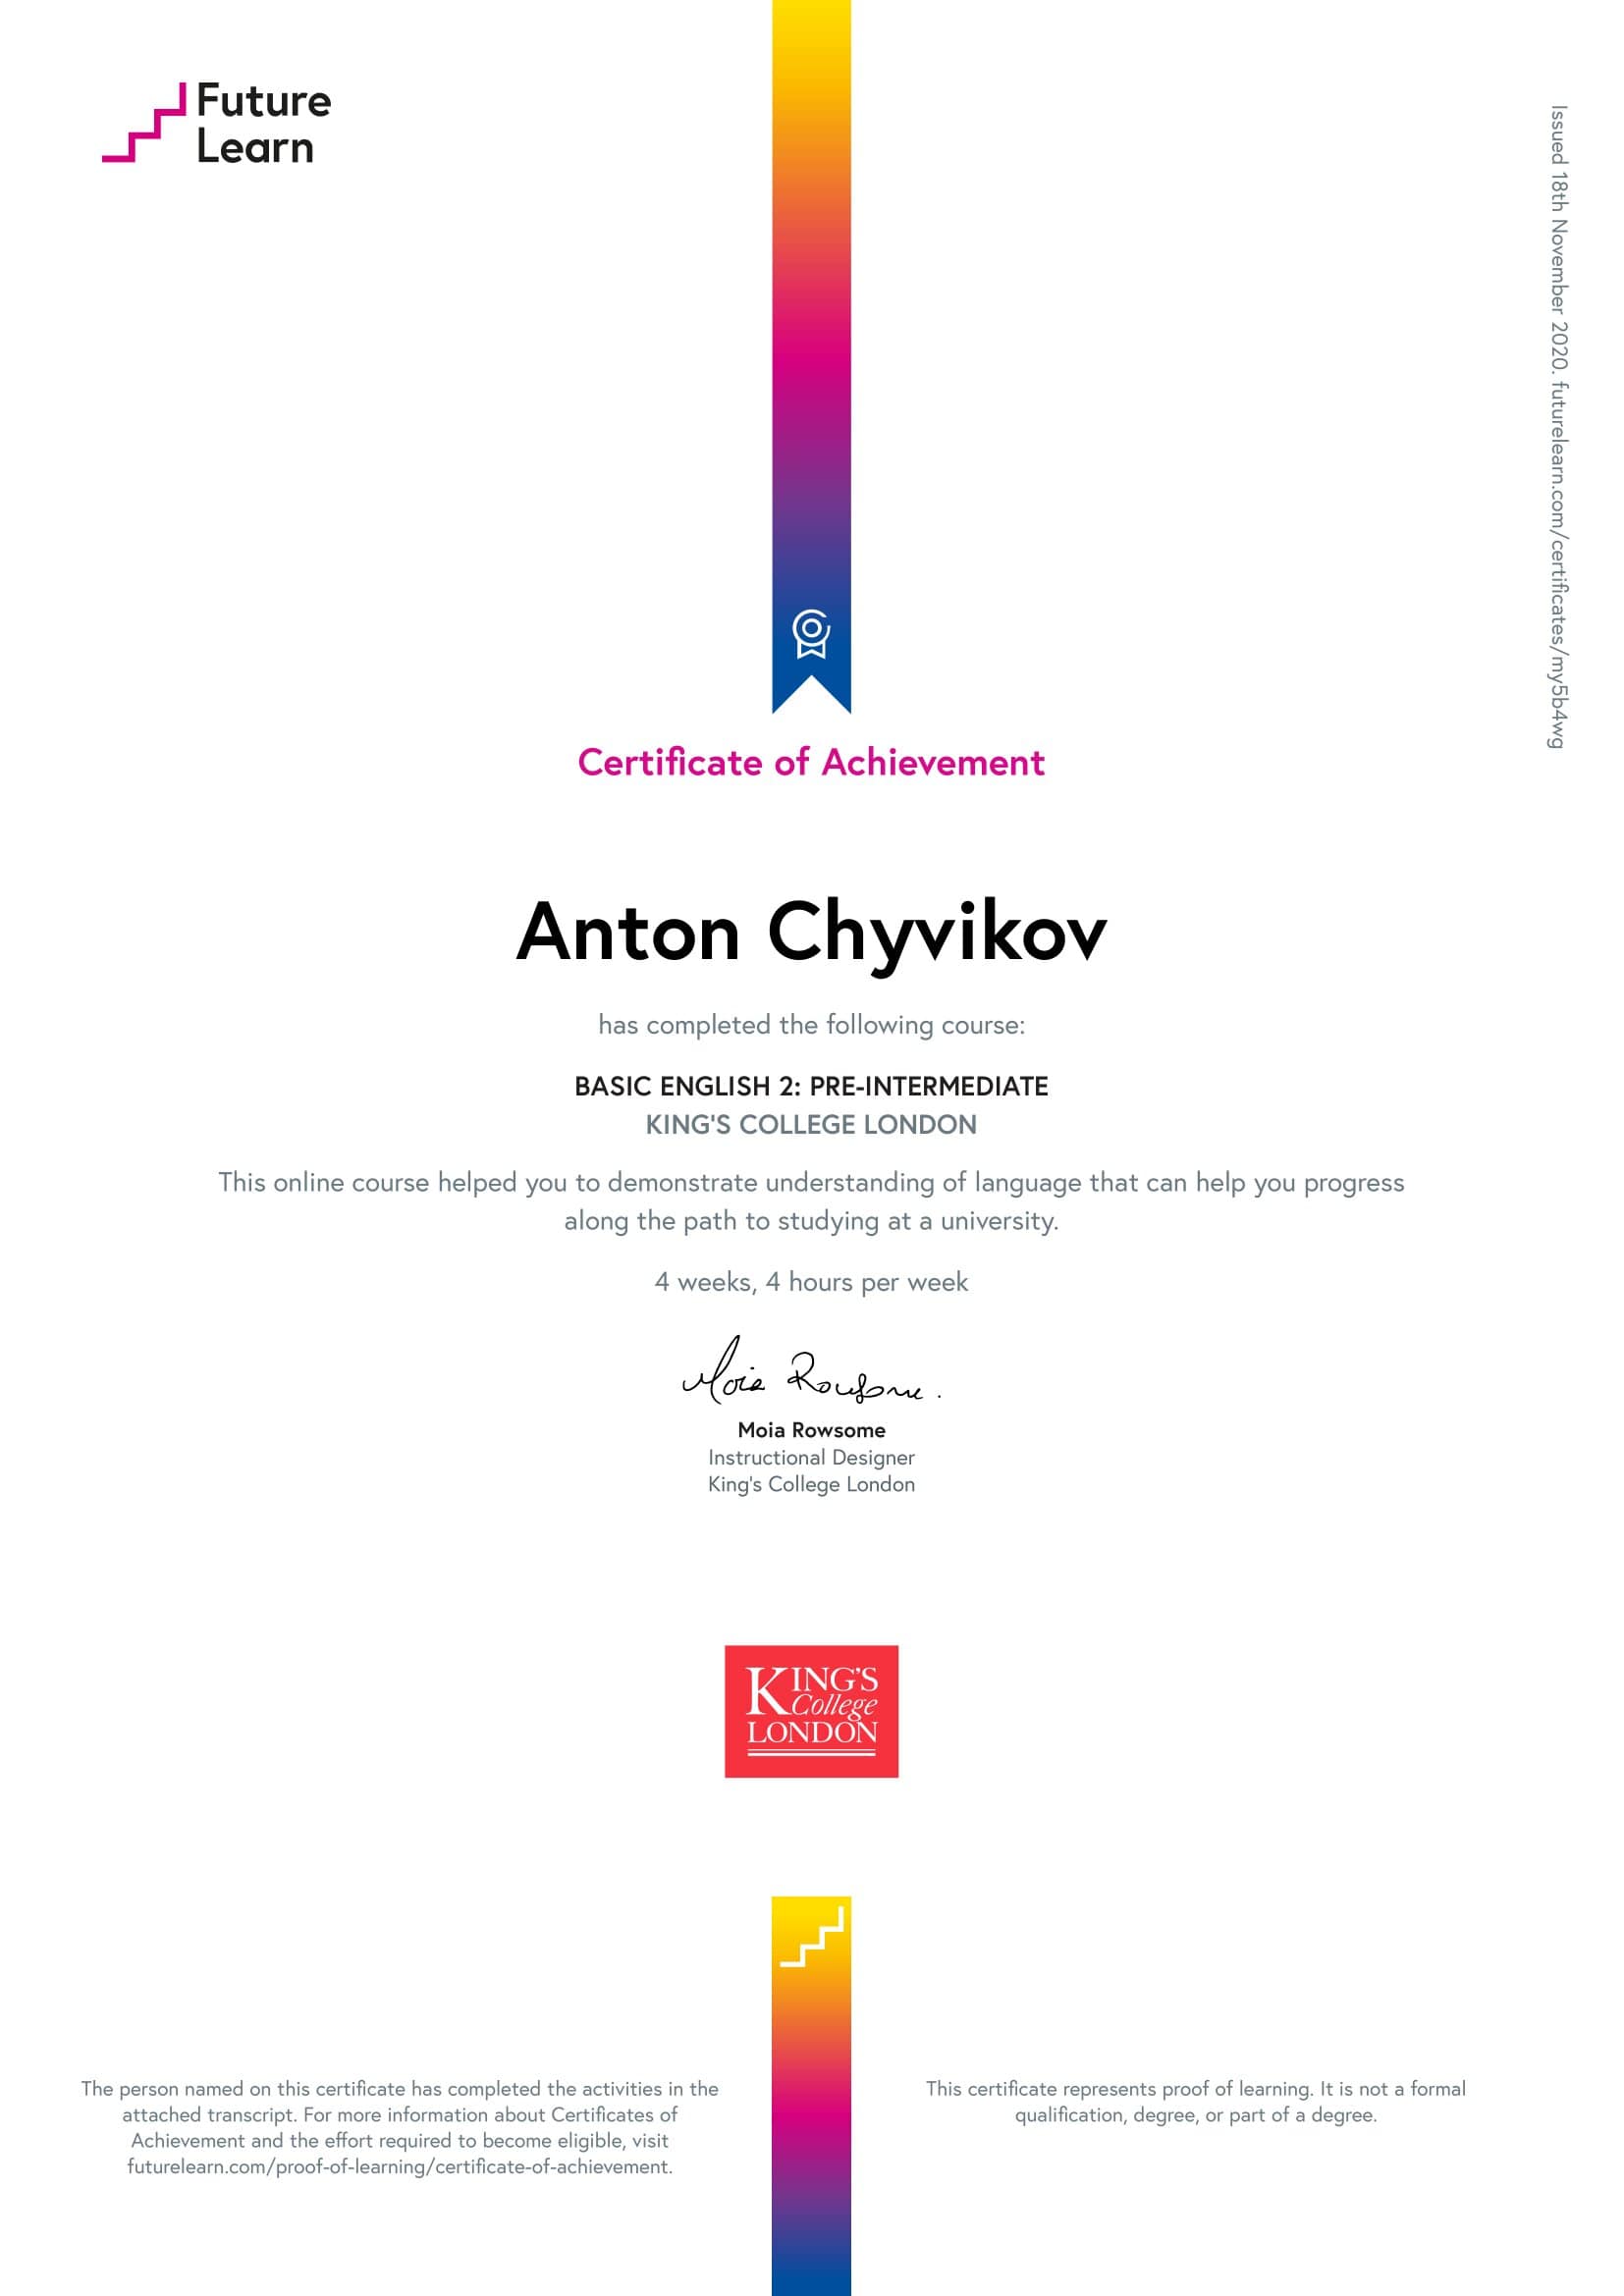 Future
Learn
Issued 18th November 2020. futurelearn.com/certificates/my5b4wg
Certificate of Achievement
Anton Chyvikov
has completed the following course:
BASIC ENGLISH 2: PRE-INTERMEDIATE
KING'S COLLEGE LONDON
This online course helped you to demonstrate understanding of language that can help you progress
along the path to studying at a university.
4 weeks, 4 hours per week
Moia Rowsome.
Moia Rowsome
Instructional Designer
King's College London
KING'S
College
LONDON
The person named on this certificate has completed the activities in the
attached transcript. For more information about Certificates of
Achievement and the effort required to become eligible, visit
futurelearn.com/proof-of-learning/certificate-of-achievement.
This certificate represents proof of learning. It is not a formal
qualification, degree, or part of a degree.